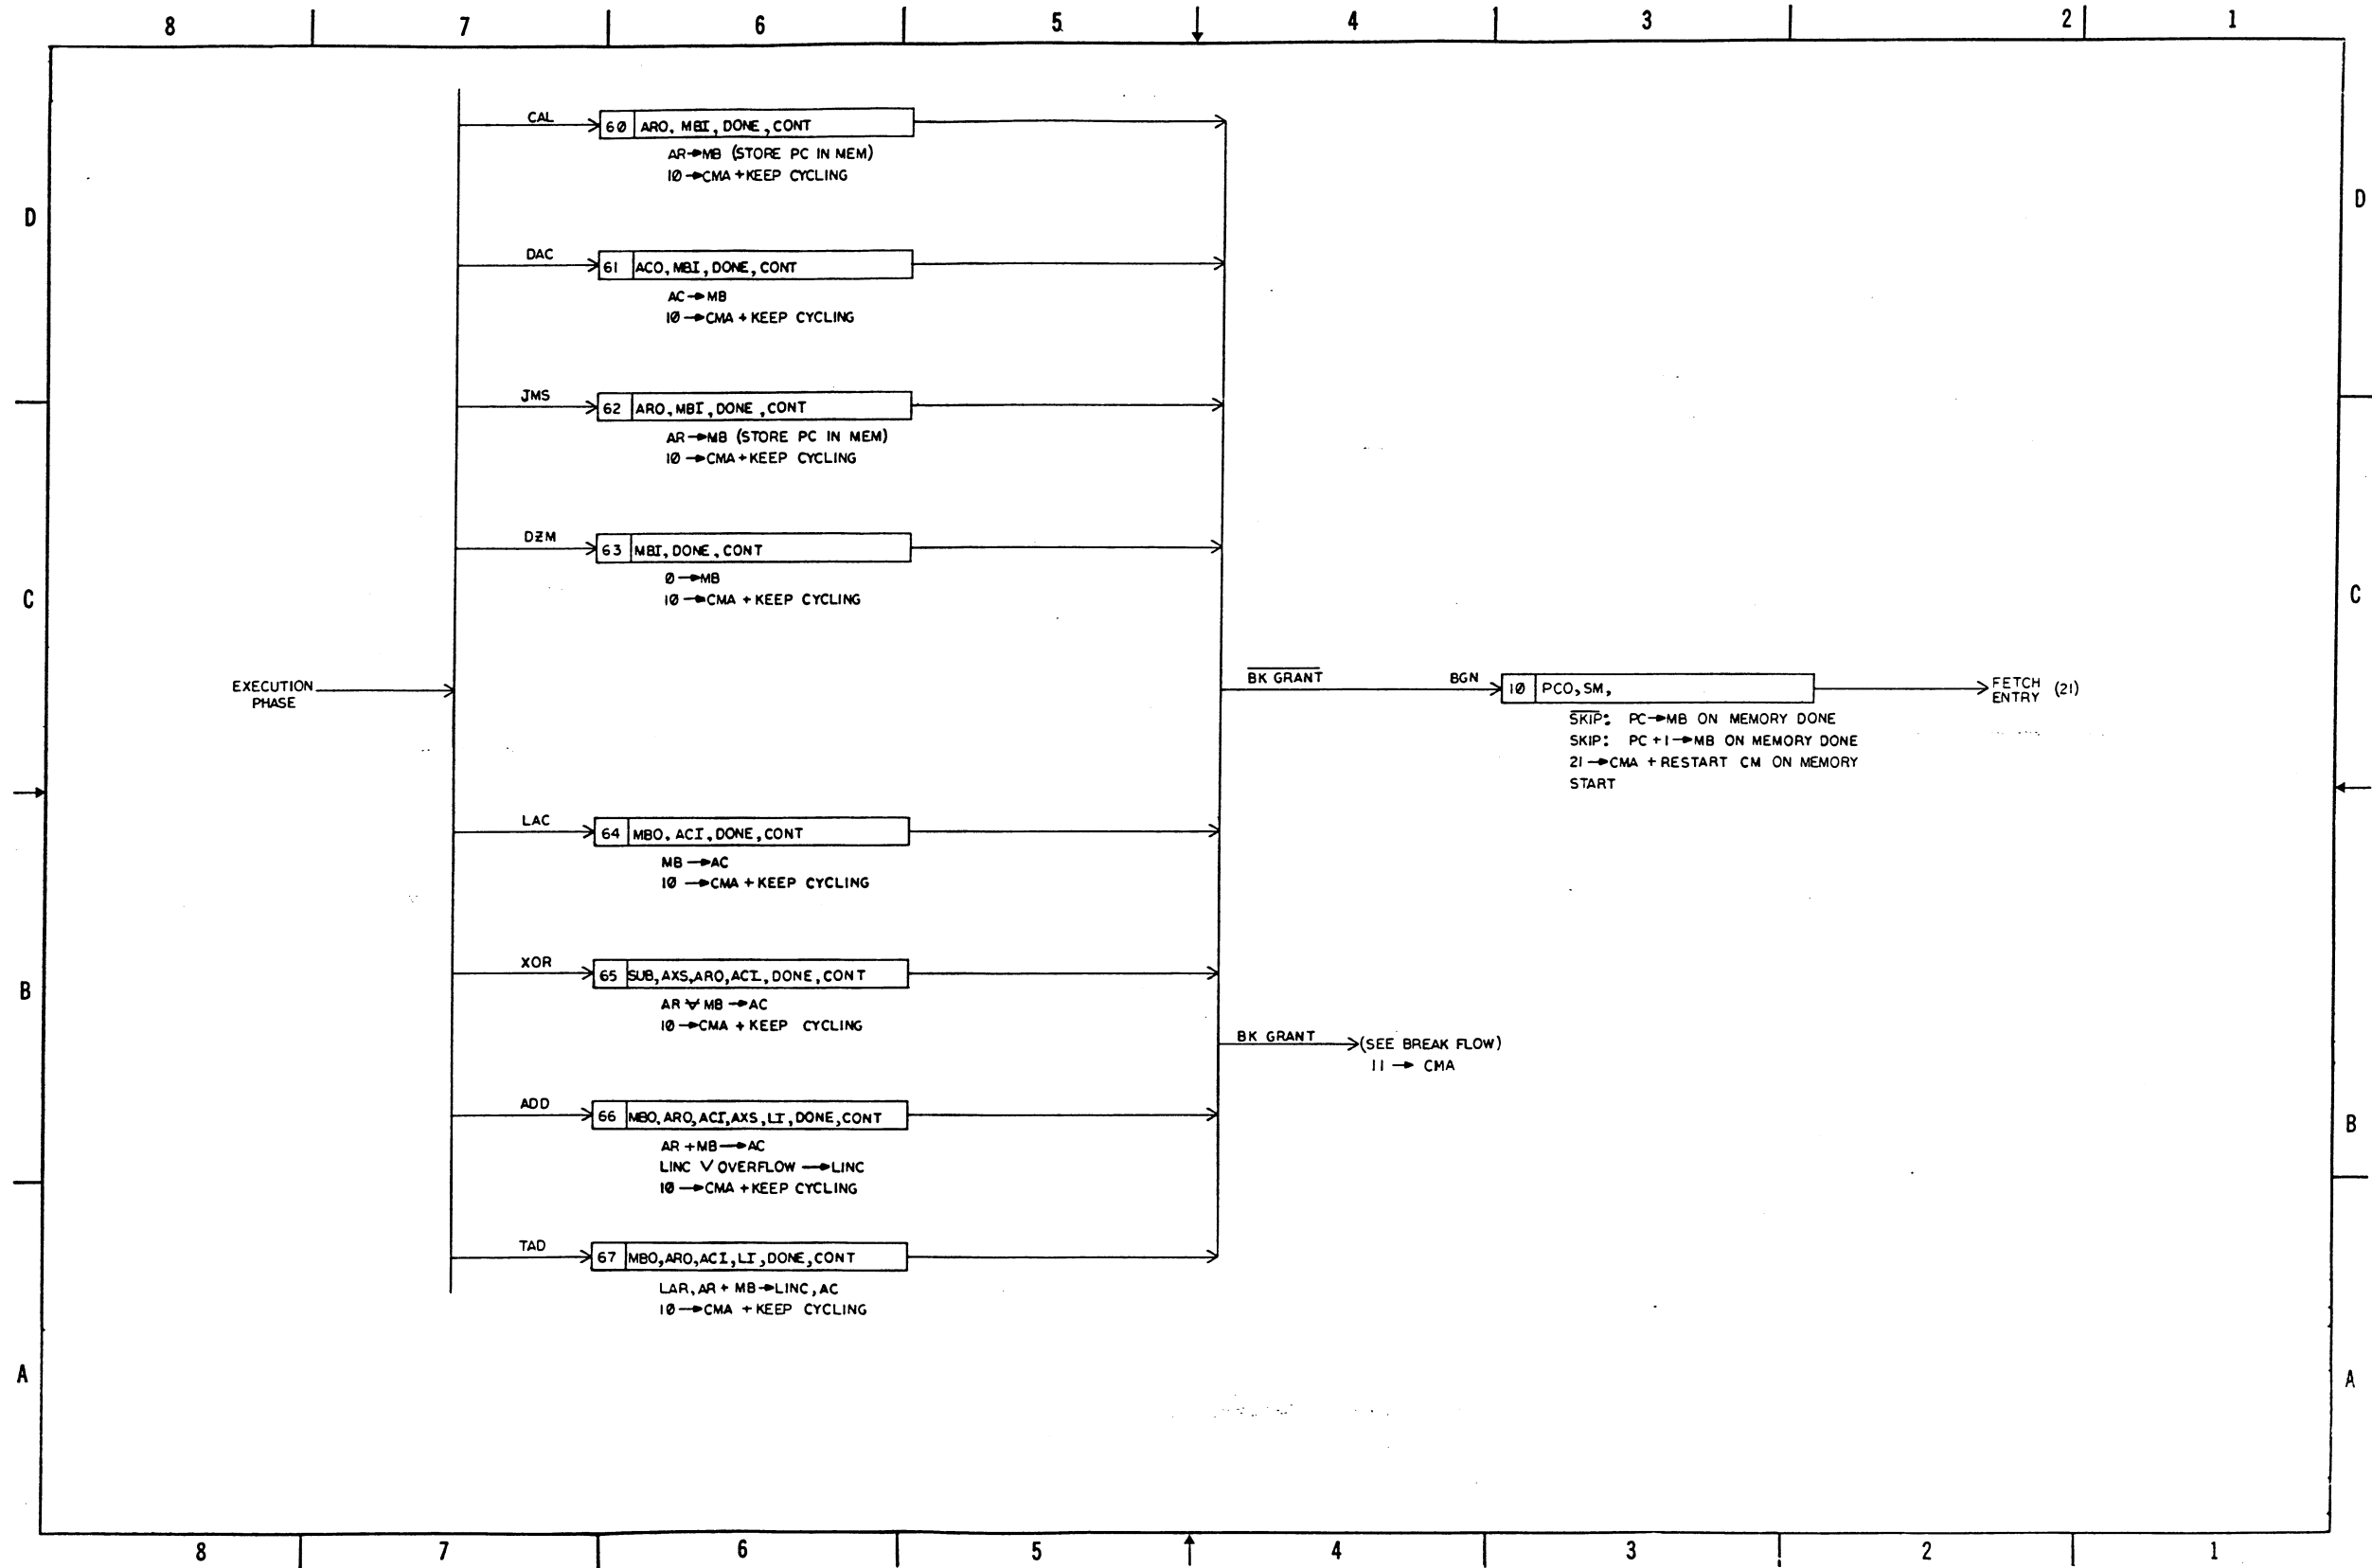 8 7 6 5 4 3 2 1
D
D
CAL
60 ARO, MBI, DONE, CONT
AR→MB (STORE PC IN MEM)
10→CMA + KEEP CYCLING
DAC
61 ACO, MBI, DONE, CONT
AC→MB
10→CMA + KEEP CYCLING
JMS
62 ARO, MBI, DONE, CONT
AR→MB (STORE PC IN MEM)
10→CMA + KEEP CYCLING
DZM
63 MBI, DONE, CONT
0→MB
10→CMA + KEEP CYCLING
C
C
EXECUTION
PHASE
BK GRANT
BGN
10 PCO, SM,
FETCH
ENTRY (21)
SKIP: PC→MB ON MEMORY DONE
SKIP: PC+1→MB ON MEMORY DONE
21→CMA + RESTART CM ON MEMORY
START
LAC
64 MBO, ACI, DONE, CONT
MB→AC
10→CMA + KEEP CYCLING
XOR
65 SUB, AXS, ARO, ACI, DONE, CONT
AR ⊻ MB→AC
10→CMA + KEEP CYCLING
B
BK GRANT
(SEE BREAK FLOW)
11→CMA
ADD
66 MBO, ARO, ACI, AXS, LI, DONE, CONT
AR+MB→AC
LINC V OVERFLOW→LINC
10→CMA + KEEP CYCLING
B
TAD
67 MBO, ARO, ACI, LI, DONE, CONT
LAR, AR + MB→LINC, AC
10→CMA + KEEP CYCLING
A
A
8 7 6 5 4 3 2 1